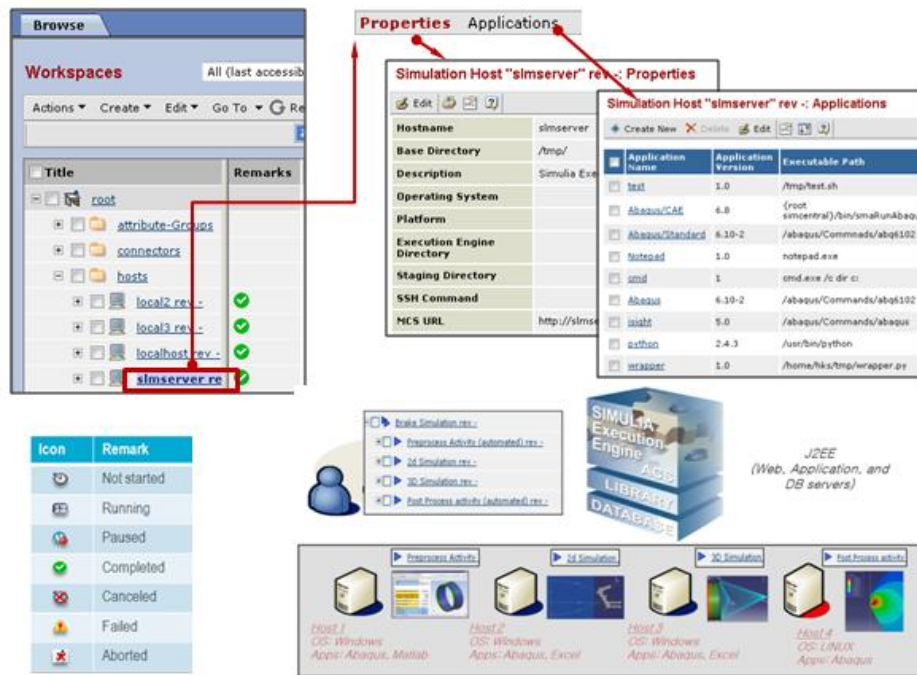 Browse
Workspaces
All (last accessib
Actions Create Edit Go To Re
Title Remarks
root
attribute-Groups
connectors
hosts
local2 rev -
local3 rev -
localhost rev -
slmserver re
Properties Applications
Simulation Host "slmserver" rev -: Properties
Edit
Hostname slmserver
Base Directory /tmp/
Description Simulia Exe
Operating System
Platform
Execution Engine
Directory
Staging Directory
SSH Command
MCS URL http://slmse
Simulation Host "slmserver" rev -: Applications
Create New Delete Edit
Application Name Application Version Executable Path
test 1.0 /tmp/test.sh
Abaqus/CAE 6.8 {root simcentral}/bin/smaRunAbaqu
Abaqus/Standard 6.10-2 /abaqus/Commnads/abq6102
Notepad 1.0 notepad.exe
cmd 1 cmd.exe /c dir c:
Abaqus 6.10-2 /abaqus/Commands/abq6102
isight 5.0 /abaqus/Commands/abaqus
python 2.4.3 /usr/bin/python
wrapper 1.0 /home/hks/tmp/wrapper.py
Icon Remark
Not started
Running
Paused
Completed
Canceled
Failed
Aborted
Brake Simulation rev -
Preprocess Activity (automated) rev -
2d Simulation rev -
3D Simulation rev -
Post Process activity (automated) rev -
SIMULIA
Execution
Engine
ACS
LIBRARY
DATABASE
J2EE
(Web, Application, and
DB servers)
Preprocess Activity
2d Simulation
3D Simulation
Post Process activity
Host 1
OS: Windows
Apps: Abaqus, Matlab
Host 2
OS: Windows
Apps: Abaqus, Excel
Host 3
OS: Windows
Apps: Abaqus, Excel
Host 4
OS: LINUX
Apps: Abaqus